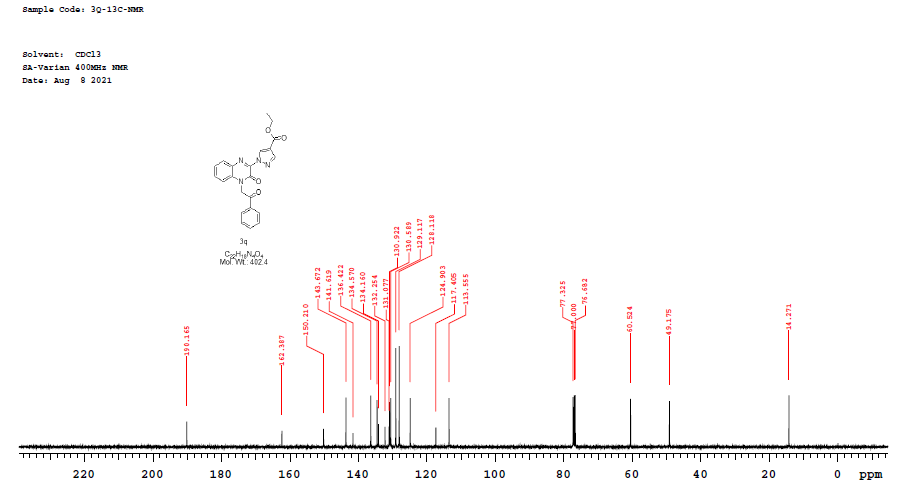 Sample Code: 3Q-13C-NMR
Solvent: CDCl3
SA-Varian 400MHz NMR
Date: Aug 8 2021
O
O
N
N
N
N
O
O
3q
C22H18N4O4
Mol. Wt.: 402.4
190.165
162.387
150.210
143.672
141.619
136.422
134.570
134.160
132.254
131.077
130.922
130.589
129.117
128.118
124.903
117.405
113.555
77.325
77.000
76.682
60.524
49.175
14.271
220 200 180 160 140 120 100 80 60 40 20 0 ppm